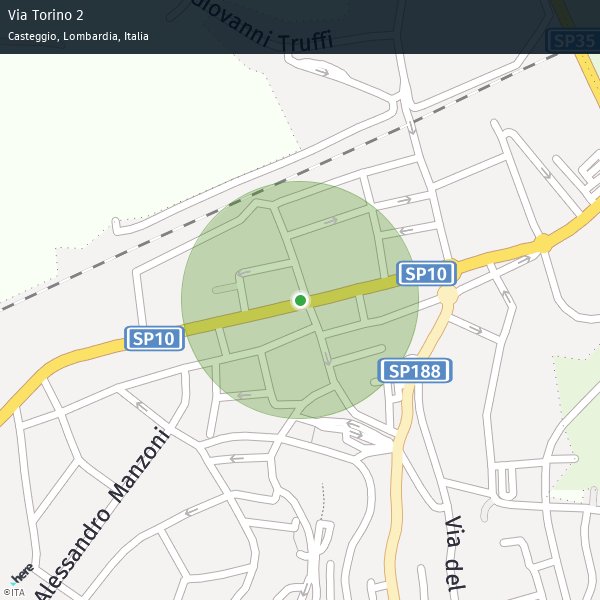 Via Torino 2
Casteggio, Lombardia, Italia
Giovanni Truffi
SP35
SP10
SP10
SP188
Alessandro Manzoni
Via del
here
©ITA